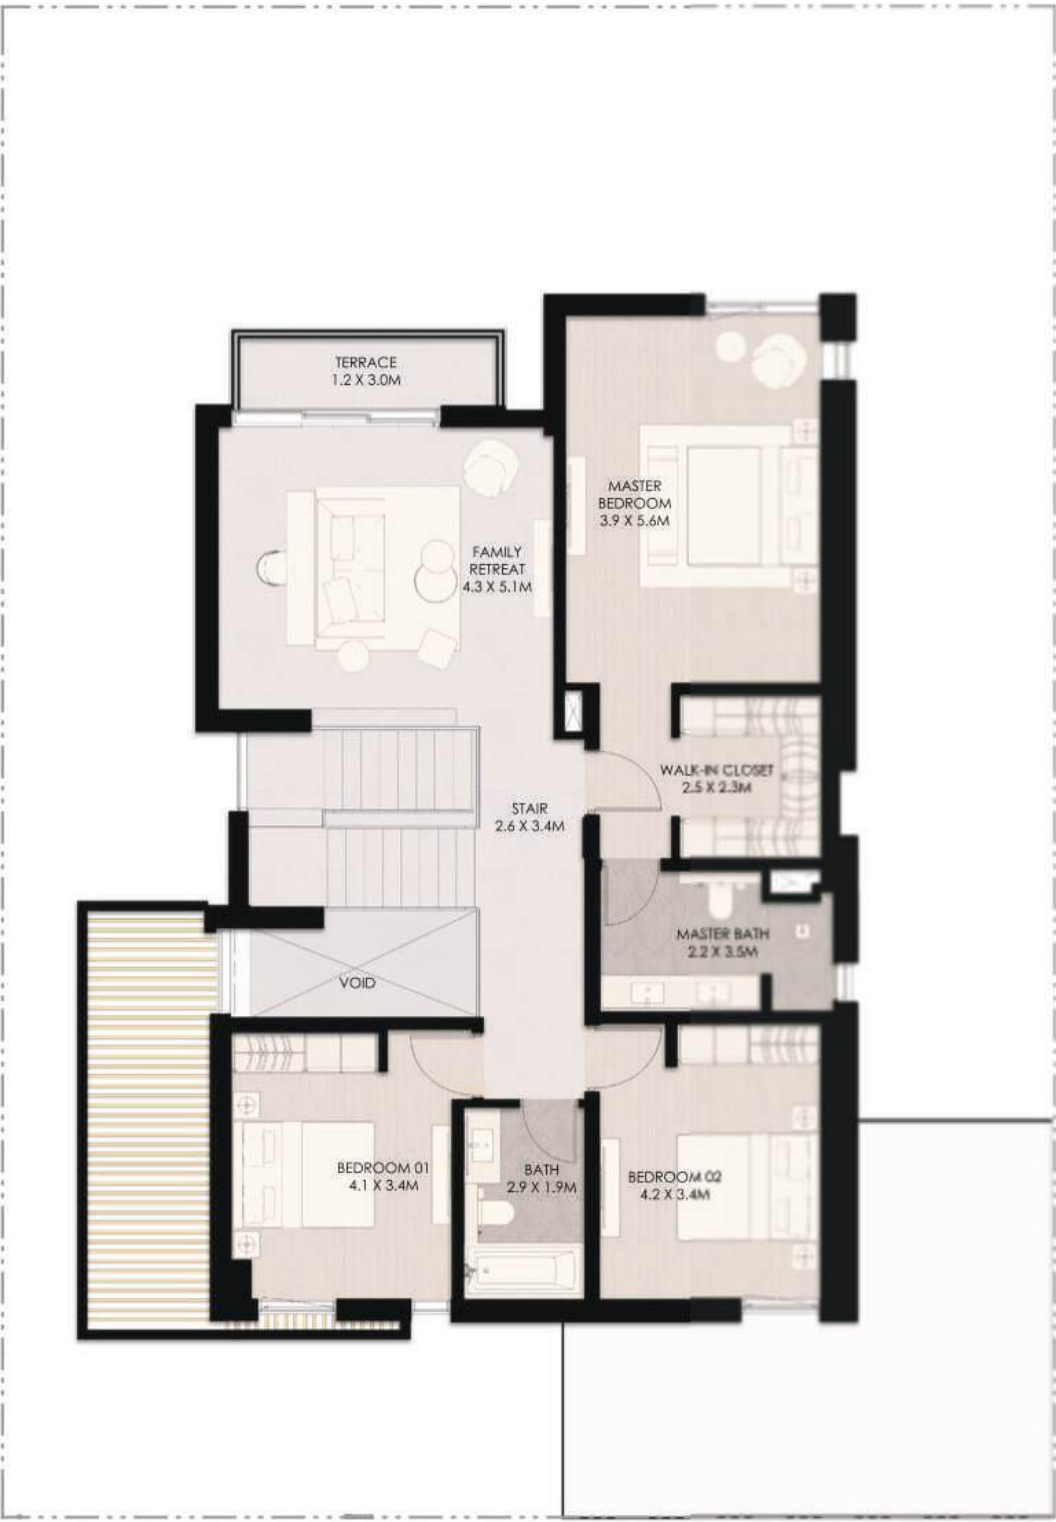 TERRACE
1.2 X 3.0M
MASTER
BEDROOM
3.9 X 5.6M
FAMILY
RETREAT
4.3 X 5.1M
WALK-IN CLOSET
2.5 X 2.3M
STAIR
2.6 X 3.4M
MASTER BATH
2.2 X 3.5M
VOID
BEDROOM 01
4.1 X 3.4M
BATH
2.9 X 1.9M
BEDROOM 02
4.2 X 3.4M